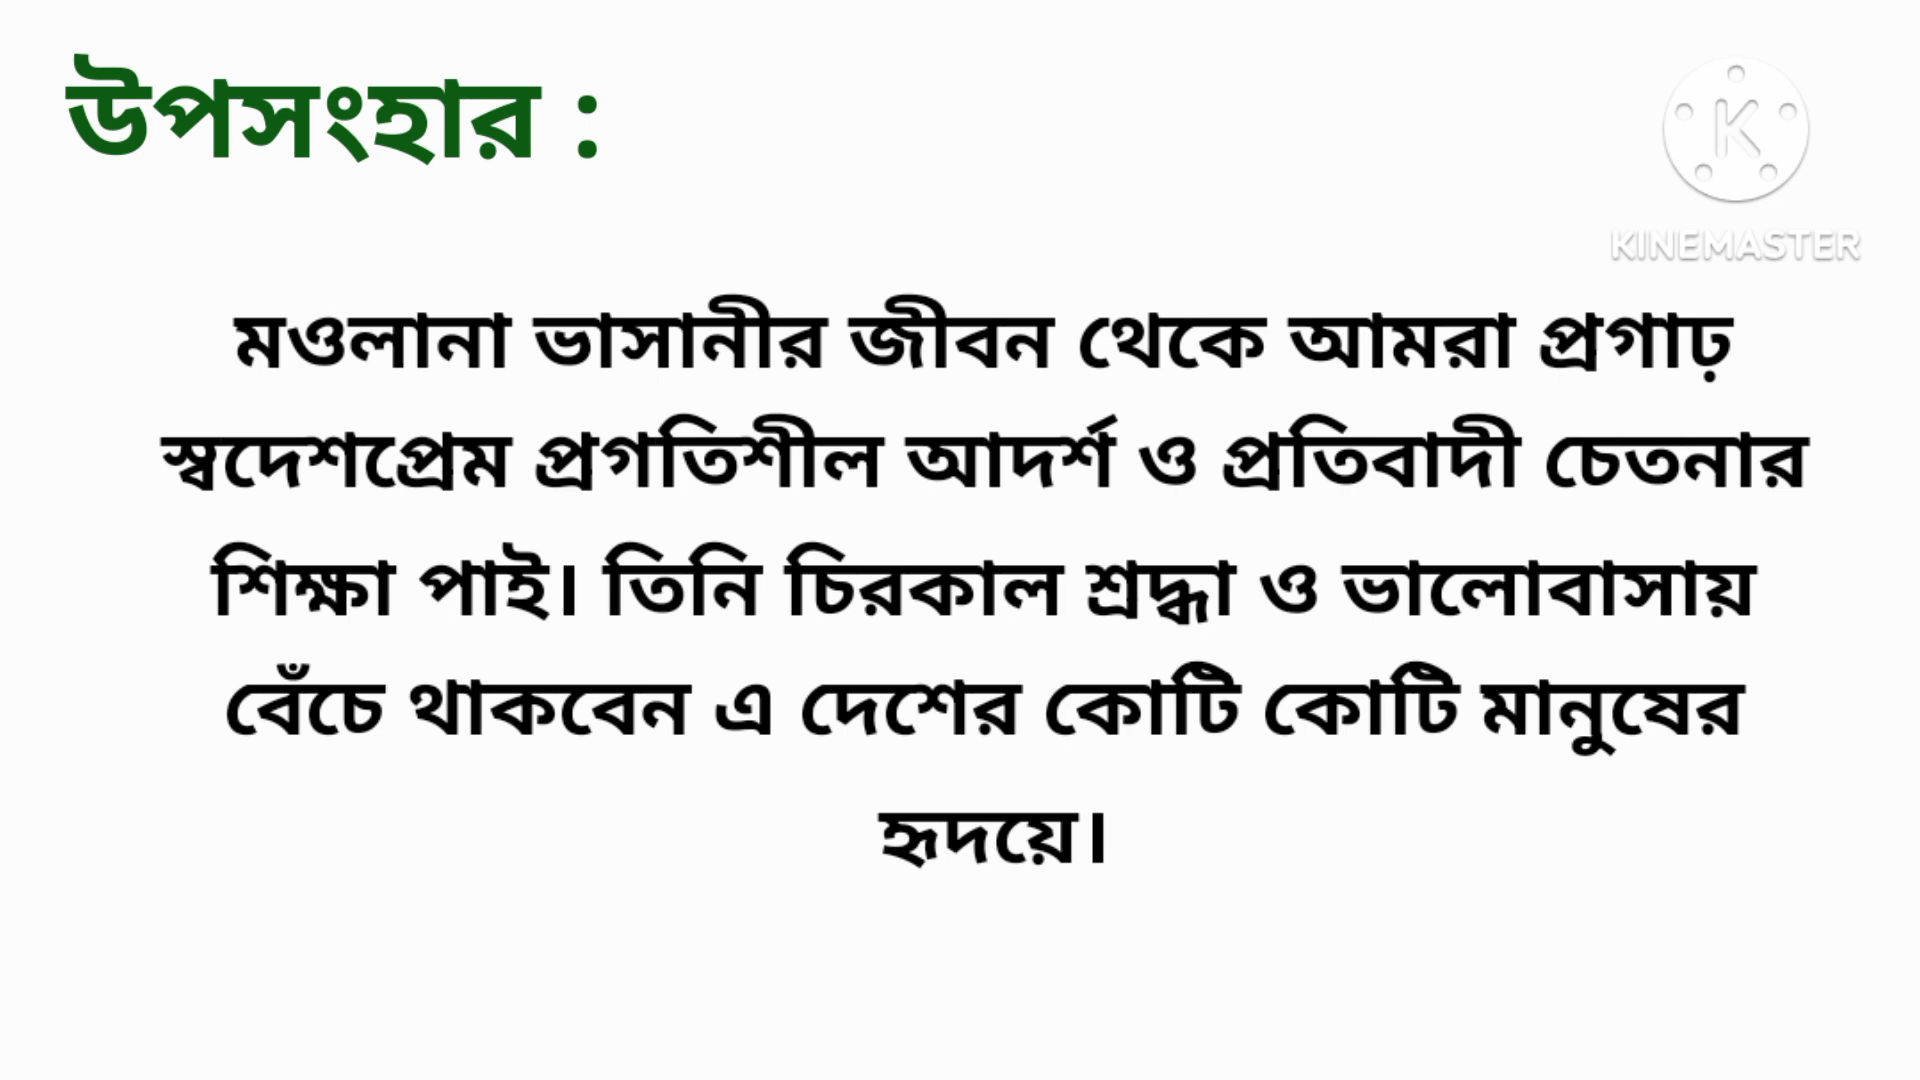 উপসংহার :
KINEMASTER
মওলানা ভাসানীর জীবন থেকে আমরা প্রগাঢ়
স্বদেশপ্রেম প্রগতিশীল আদর্শ ও প্রতিবাদী চেতনার
শিক্ষা পাই। তিনি চিরকাল শ্রদ্ধা ও ভালোবাসায়
বেঁচে থাকবেন এ দেশের কোটি কোটি মানুষের
হৃদয়ে।